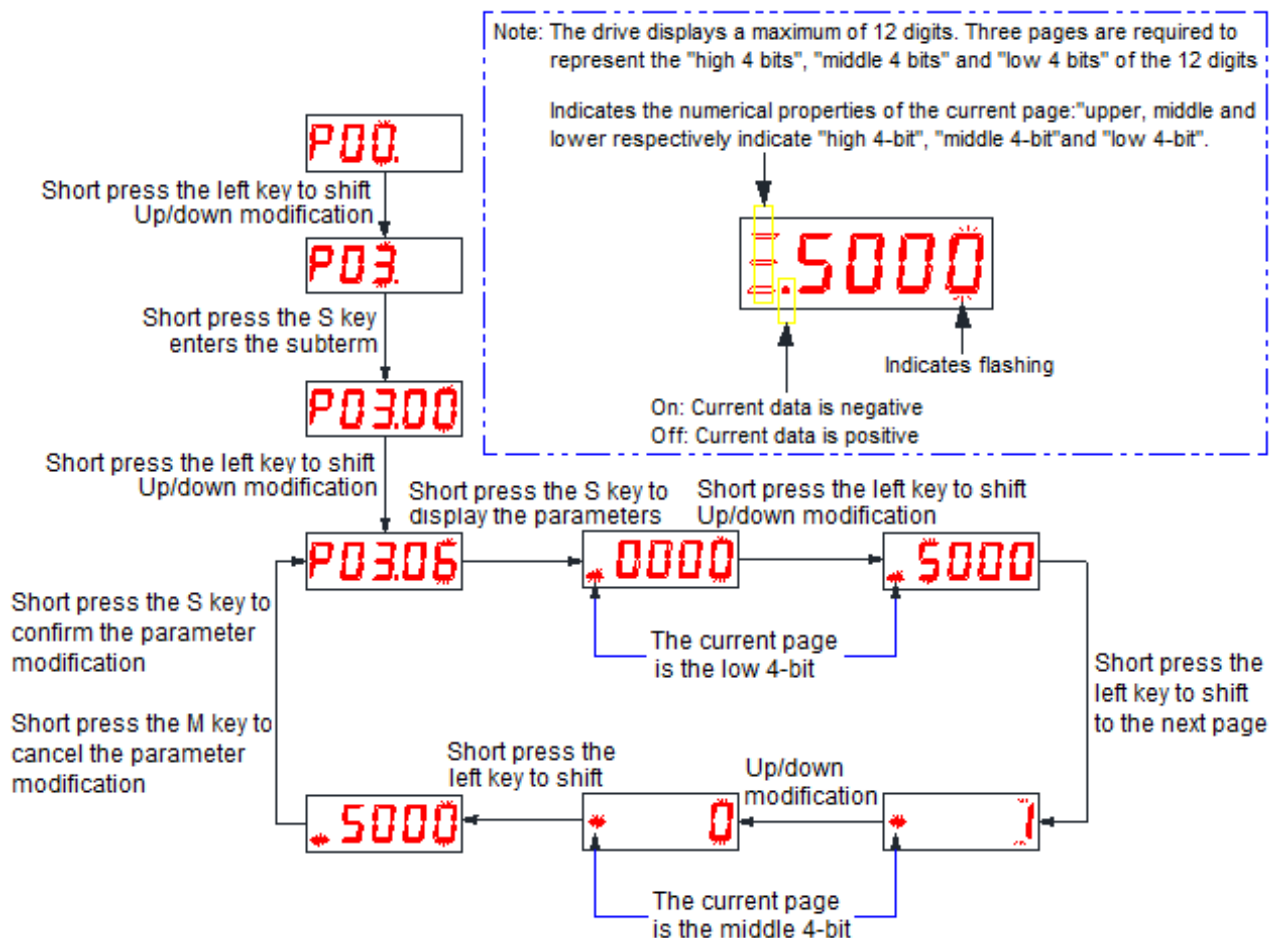 Note: The drive displays a maximum of 12 digits. Three pages are required to
represent the "high 4 bits", "middle 4 bits" and "low 4 bits" of the 12 digits
Indicates the numerical properties of the current page:"upper, middle and
lower respectively indicate "high 4-bit", "middle 4-bit"and "low 4-bit".
.5000
Indicates flashing
On: Current data is negative
Off: Current data is positive
P00.
Short press the left key to shift
Up/down modification
P03.
Short press the S key
enters the subterm
P03.00
Short press the left key to shift
Up/down modification
P03.06
Short press the S key to
display the parameters
.0000
Short press the left key to shift
Up/down modification
.5000
The current page
is the low 4-bit
Short press the
left key to shift
to the next page
1
Up/down
modification
0
The current page
is the middle 4-bit
Short press the
left key to shift
.5000
Short press the S key to
confirm the parameter
modification
Short press the M key to
cancel the parameter
modification